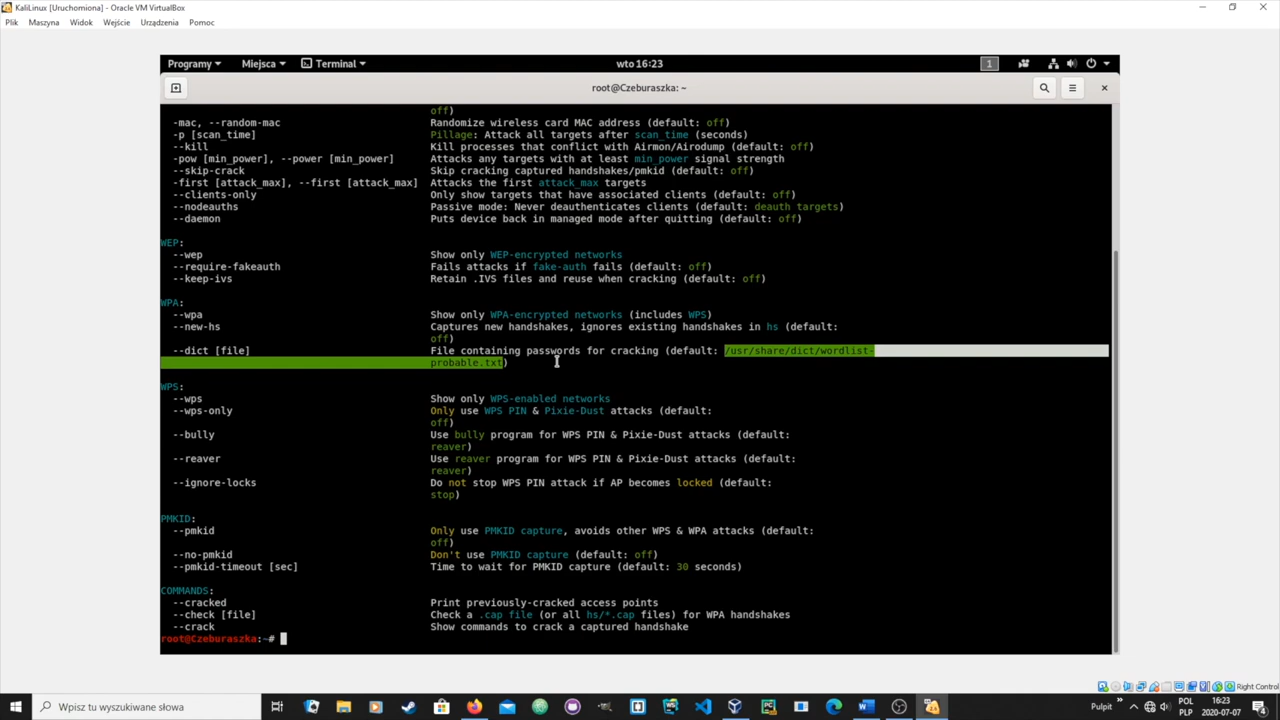 KaliLinux [Uruchomiona] - Oracle VM VirtualBox
Plik Maszyna Widok Wejście Urządzenia Pomoc
Programy Miejsca Terminal wto 16:23 1
root@Czeburaszka: ~
off)
-mac, --random-mac Randomize wireless card MAC address (default: off)
-p [scan_time] Pillage: Attack all targets after scan_time (seconds)
--kill Kill processes that conflict with Airmon/Airodump (default: off)
-pow [min_power], --power [min_power] Attacks any targets with at least min_power signal strength
--skip-crack Skip cracking captured handshakes/pmkid (default: off)
-first [attack_max], --first [attack_max] Attacks the first attack_max targets
--clients-only Only show targets that have associated clients (default: off)
--nodeauths Passive mode: Never deauthenticates clients (default: deauth targets)
--daemon Puts device back in managed mode after quitting (default: off)
WEP:
--wep Show only WEP-encrypted networks
--require-fakeauth Fails attacks if fake-auth fails (default: off)
--keep-ivs Retain .IVS files and reuse when cracking (default: off)
WPA:
--wpa Show only WPA-encrypted networks (includes WPS)
--new-hs Captures new handshakes, ignores existing handshakes in hs (default:
off)
--dict [file] File containing passwords for cracking (default: /usr/share/dict/wordlist-
probable.txt)
WPS:
--wps Show only WPS-enabled networks
--wps-only Only use WPS PIN & Pixie-Dust attacks (default:
off)
--bully Use bully program for WPS PIN & Pixie-Dust attacks (default:
reaver)
--reaver Use reaver program for WPS PIN & Pixie-Dust attacks (default:
reaver)
--ignore-locks Do not stop WPS PIN attack if AP becomes locked (default:
stop)
PMKID:
--pmkid Only use PMKID capture, avoids other WPS & WPA attacks (default:
off)
--no-pmkid Don't use PMKID capture (default: off)
--pmkid-timeout [sec] Time to wait for PMKID capture (default: 30 seconds)
COMMANDS:
--cracked Print previously-cracked access points
--check [file] Check a .cap file (or all hs/*.cap files) for WPA handshakes
--crack Show commands to crack a captured handshake
root@Czeburaszka:~#
Right Control
Wpisz tu wyszukiwane słowa
Pulpit
POL 16:23
PLP 2020-07-07